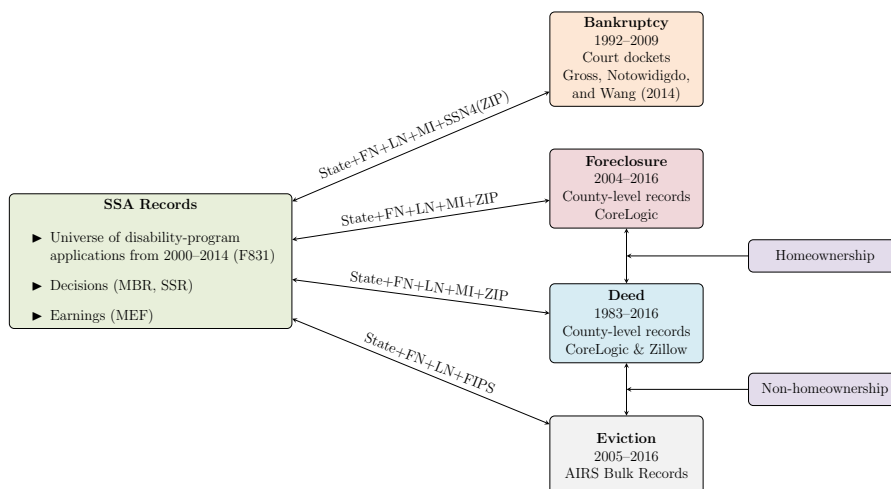 Bankruptcy
1992–2009
Court dockets
Gross, Notowidigdo,
and Wang (2014)
State+FN+LN+MI+SSN4(ZIP)
Foreclosure
2004–2016
County-level records
CoreLogic
State+FN+LN+MI+ZIP
SSA Records
▶ Universe of disability-program
applications from 2000–2014 (F831)
▶ Decisions (MBR, SSR)
▶ Earnings (MEF)
Homeownership
State+FN+LN+MI+ZIP
Deed
1983–2016
County-level records
CoreLogic & Zillow
State+FN+LN+FIPS
Non-homeownership
Eviction
2005–2016
AIRS Bulk Records